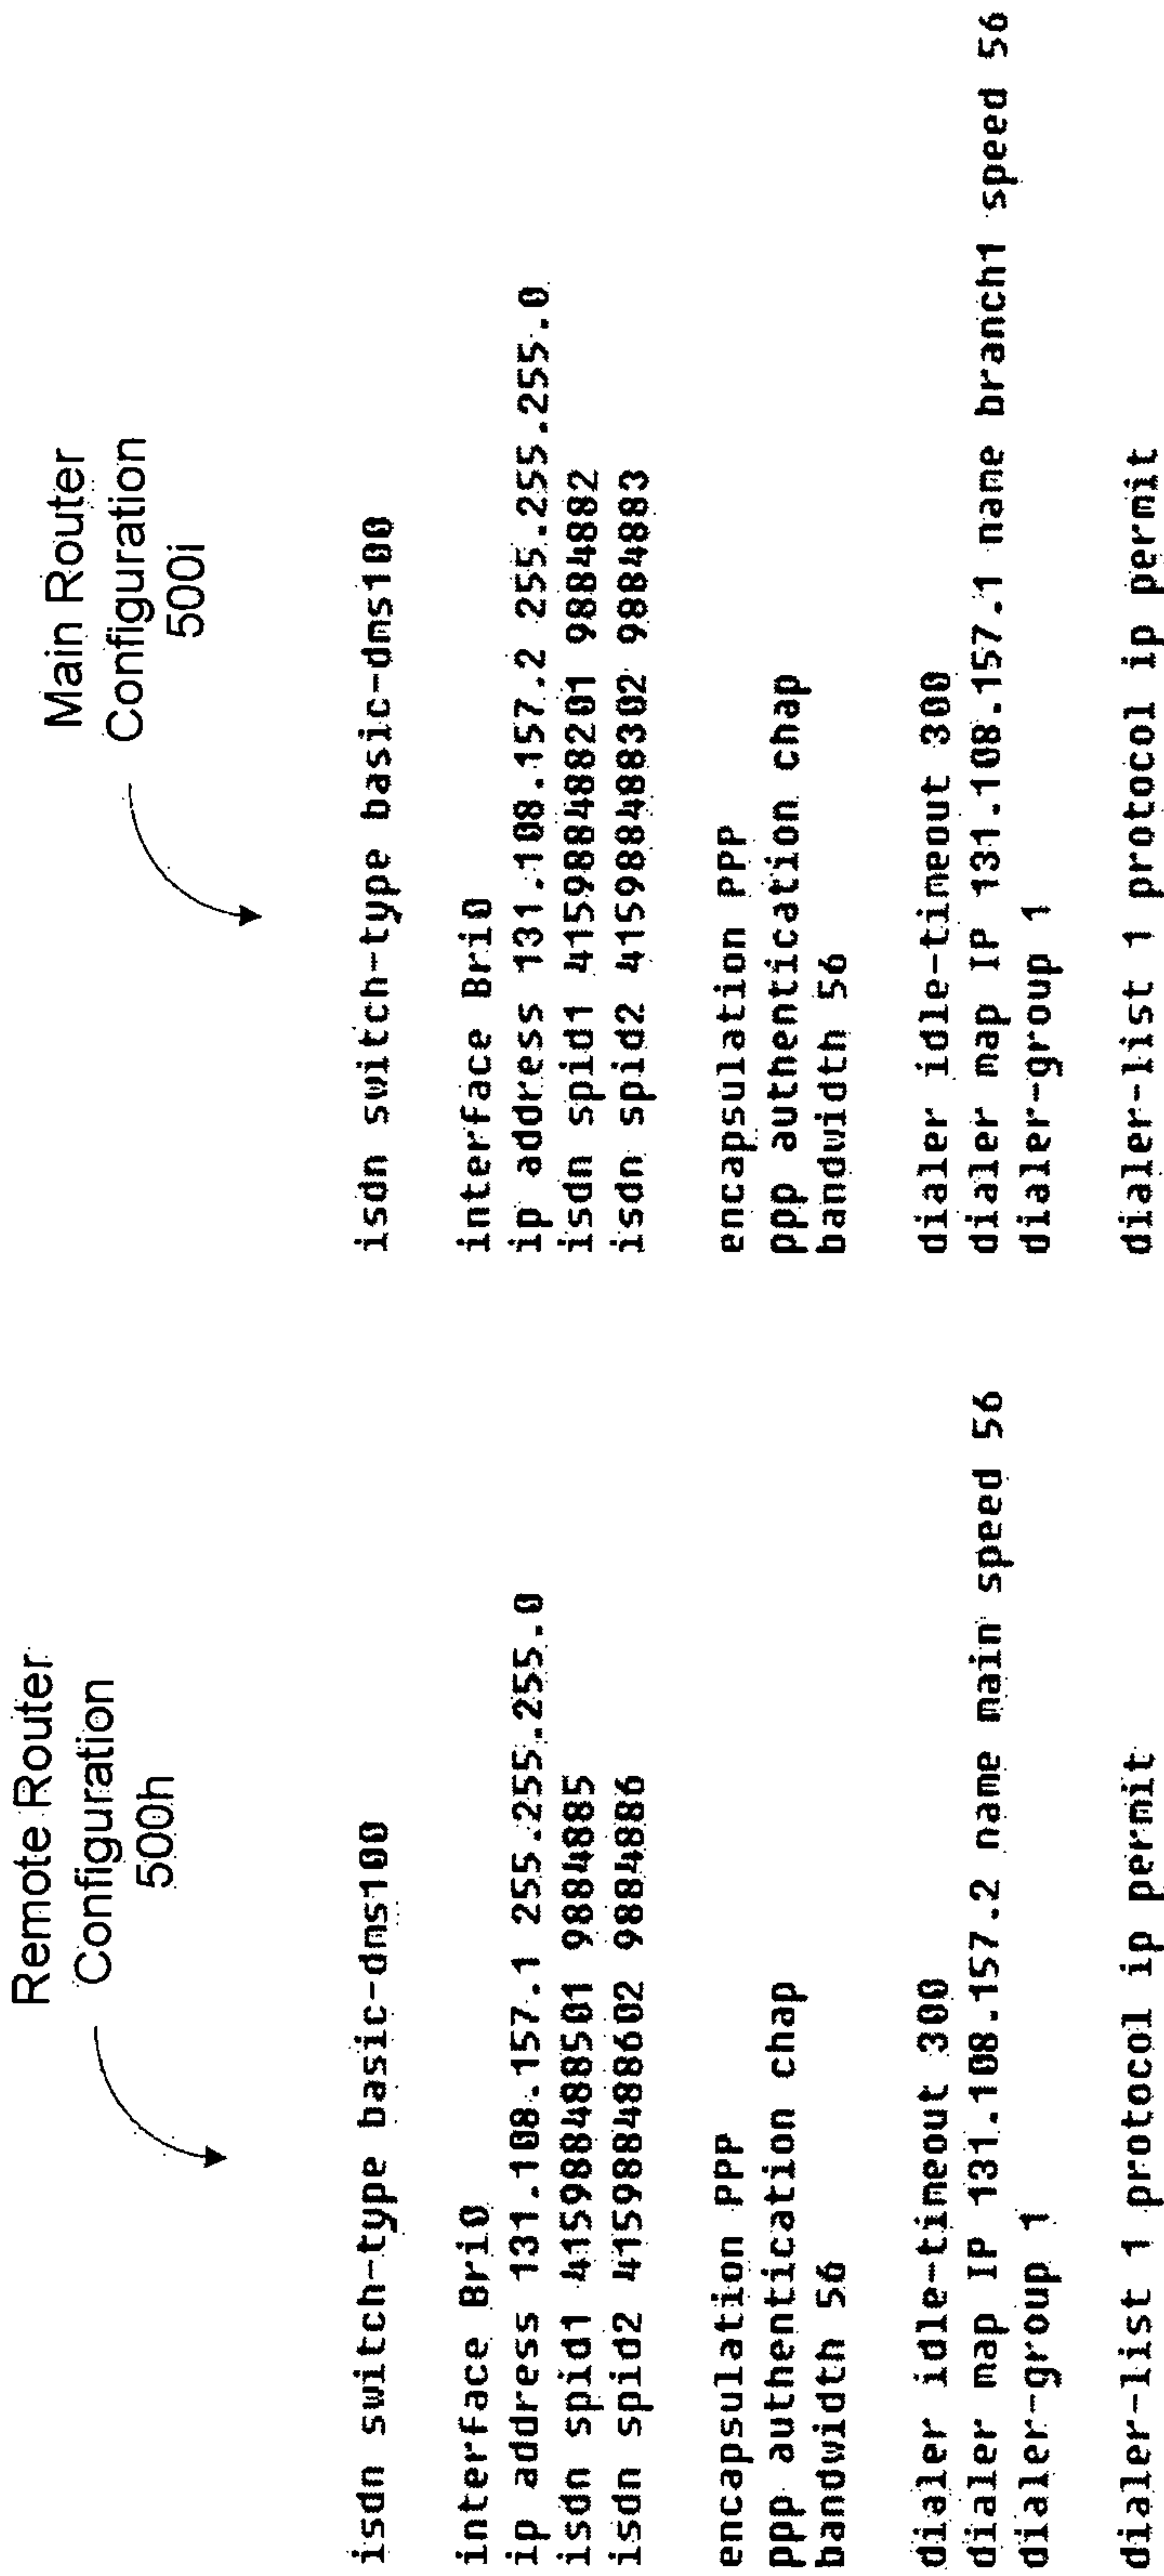 Remote Router
Configuration
500h
isdn switch-type basic-dms100
interface Bri0
ip address 131.108.157.1 255.255.255.0
isdn spid1 415988488501 9884885
isdn spid2 415988488602 9884886
encapsulation PPP
ppp authentication chap
bandwidth 56
dialer idle-timeout 300
dialer map IP 131.108.157.2 name main speed 56
dialer-group 1
dialer-list 1 protocol ip permit
Main Router
Configuration
500i
isdn switch-type basic-dms100
interface Bri0
ip address 131.108.157.2 255.255.255.0
isdn spid1 415988488201 9884882
isdn spid2 415988488302 9884883
encapsulation PPP
ppp authentication chap
bandwidth 56
dialer idle-timeout 300
dialer map IP 131.108.157.1 name branch1 speed 56
dialer-group 1
dialer-list 1 protocol ip permit